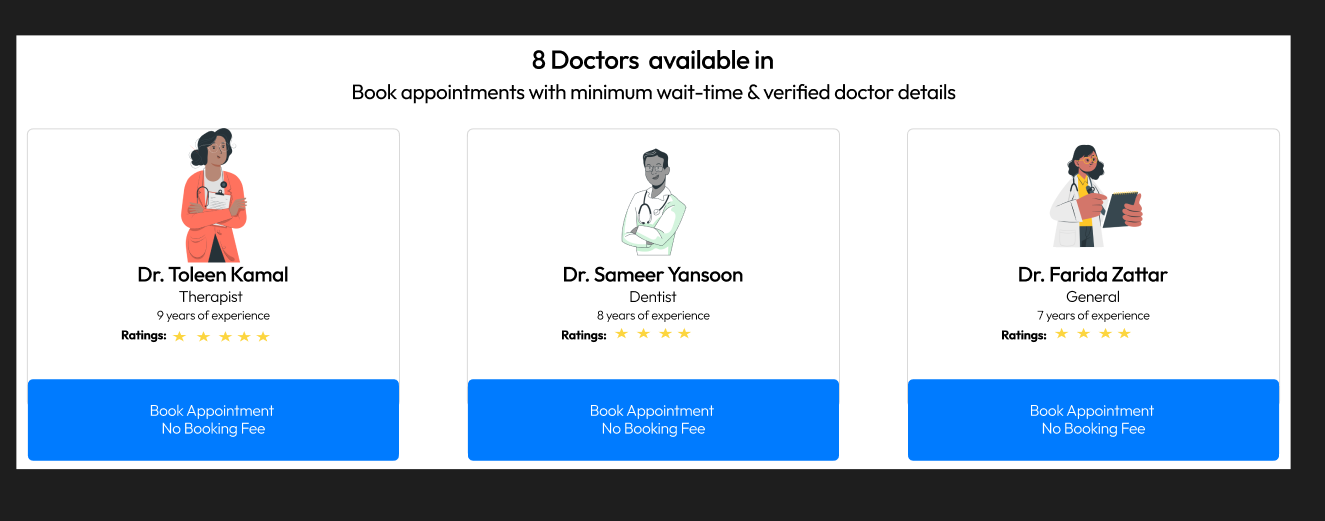 8 Doctors available in
Book appointments with minimum wait-time & verified doctor details
Dr. Toleen Kamal
Therapist
9 years of experience
Ratings:
Book Appointment
No Booking Fee
Dr. Sameer Yansoon
Dentist
8 years of experience
Ratings:
Book Appointment
No Booking Fee
Dr. Farida Zattar
General
7 years of experience
Ratings:
Book Appointment
No Booking Fee